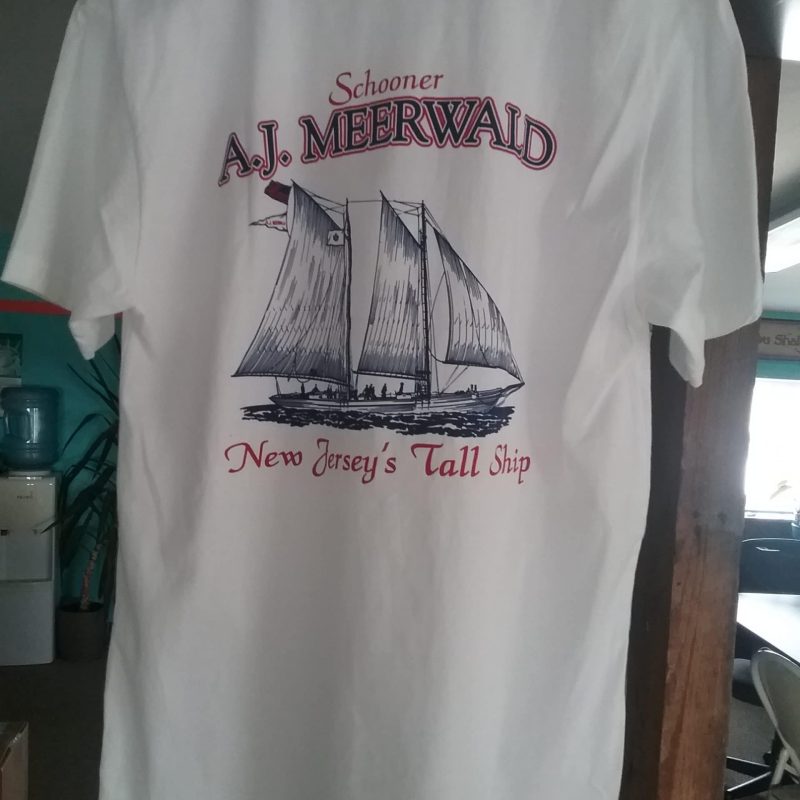 Schooner
A.J. MEERWALD
New Jersey's Tall Ship